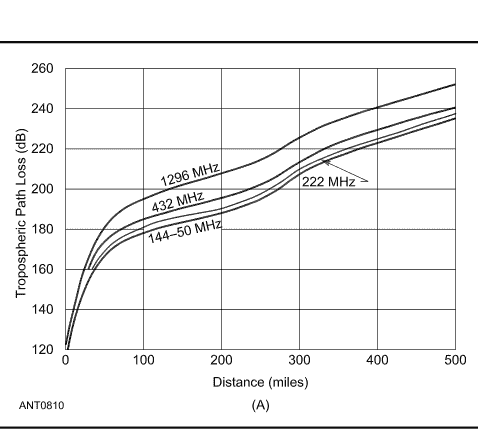 260
240
220
200
180
160
140
120
Tropospheric Path Loss (dB)
1296 MHz
432 MHz
144–50 MHz
222 MHz
0 100 200 300 400 500
Distance (miles)
ANT0810
(A)